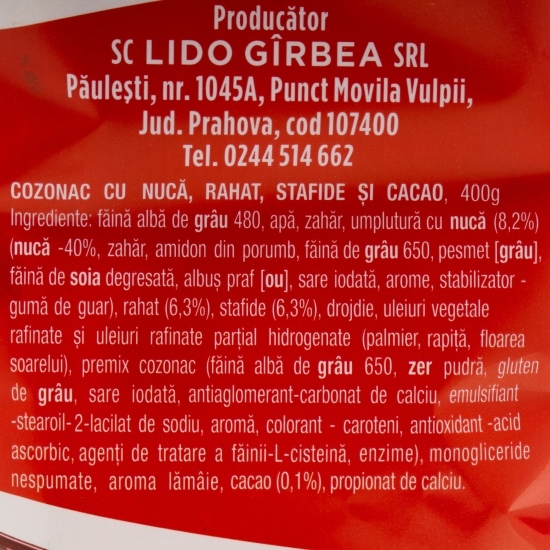 Producător
SC LIDO GÎRBEA SRL
Păulești, nr. 1045A, Punct Movila Vulpii,
Jud. Prahova, cod 107400
Tel. 0244 514 662
COZONAC CU NUCĂ, RAHAT, STAFIDE ȘI CACAO, 400g
Ingrediente: făină albă de grâu 480, apă, zahăr, umplutură cu nucă (8,2%)
(nucă -40%, zahăr, amidon din porumb, făină de grâu 650, pesmet [grâu],
făină de soia degresată, albuș praf [ou], sare iodată, arome, stabilizator -
gumă de guar), rahat (6,3%), stafide (6,3%), drojdie, uleiuri vegetale
rafinate și uleiuri rafinate parțial hidrogenate (palmier, rapiță, floarea
soarelui), premix cozonac (făină albă de grâu 650, zer pudră, gluten
de grâu, sare iodată, antiaglomerant-carbonat de calciu, emulsifiant
-stearoil-2-lacilat de sodiu, aromă, colorant - caroteni, antioxidant -acid
ascorbic, agenți de tratare a făinii-L-cisteină, enzime), monogliceride
nespumate, aroma lămâie, cacao (0,1%), propionat de calciu.